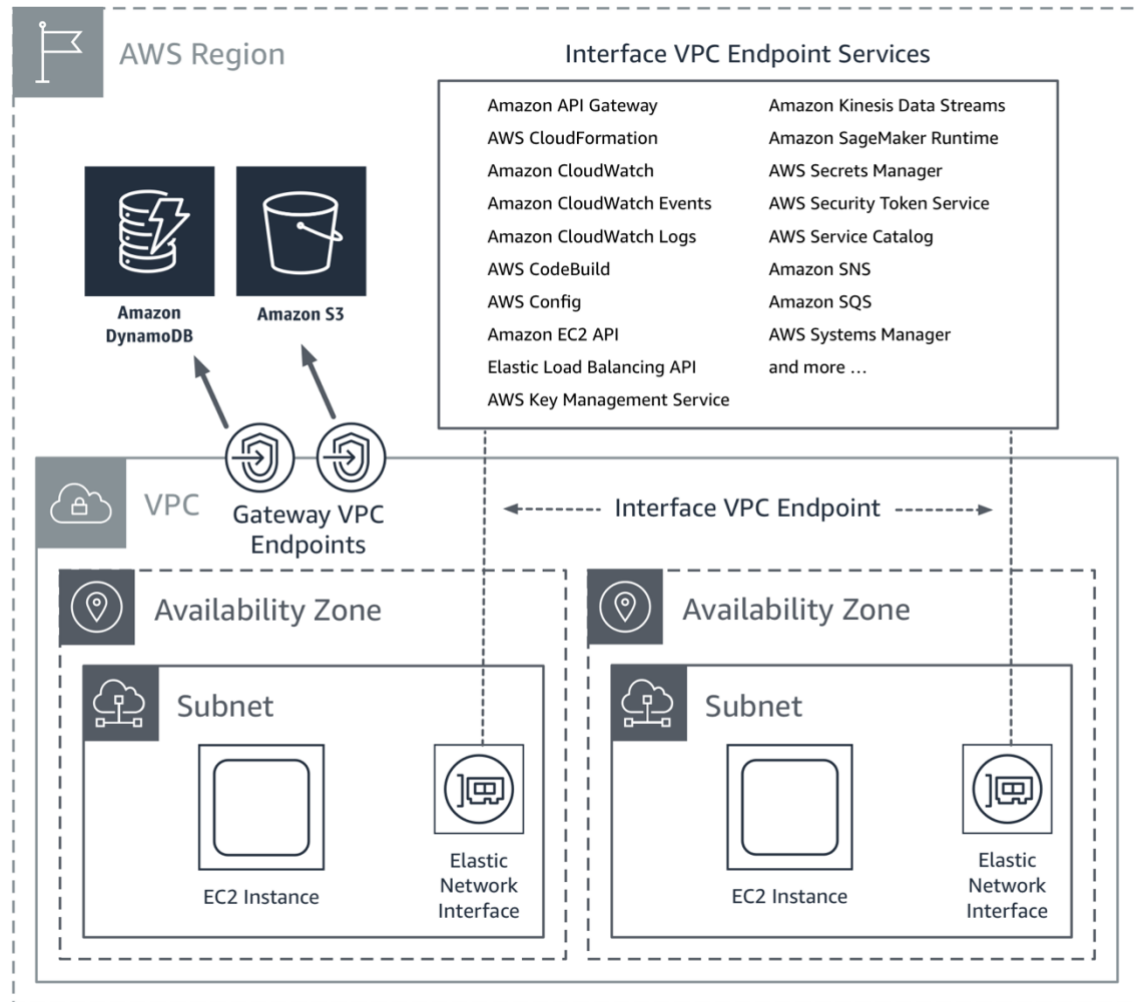 AWS Region
Interface VPC Endpoint Services
Amazon API Gateway
AWS CloudFormation
Amazon CloudWatch
Amazon CloudWatch Events
Amazon CloudWatch Logs
AWS CodeBuild
AWS Config
Amazon EC2 API
Elastic Load Balancing API
AWS Key Management Service
Amazon Kinesis Data Streams
Amazon SageMaker Runtime
AWS Secrets Manager
AWS Security Token Service
AWS Service Catalog
Amazon SNS
Amazon SQS
AWS Systems Manager
and more ...
Amazon
DynamoDB
Amazon S3
VPC
Gateway VPC
Endpoints
Interface VPC Endpoint
Availability Zone
Subnet
EC2 Instance
Elastic
Network
Interface
Availability Zone
Subnet
EC2 Instance
Elastic
Network
Interface